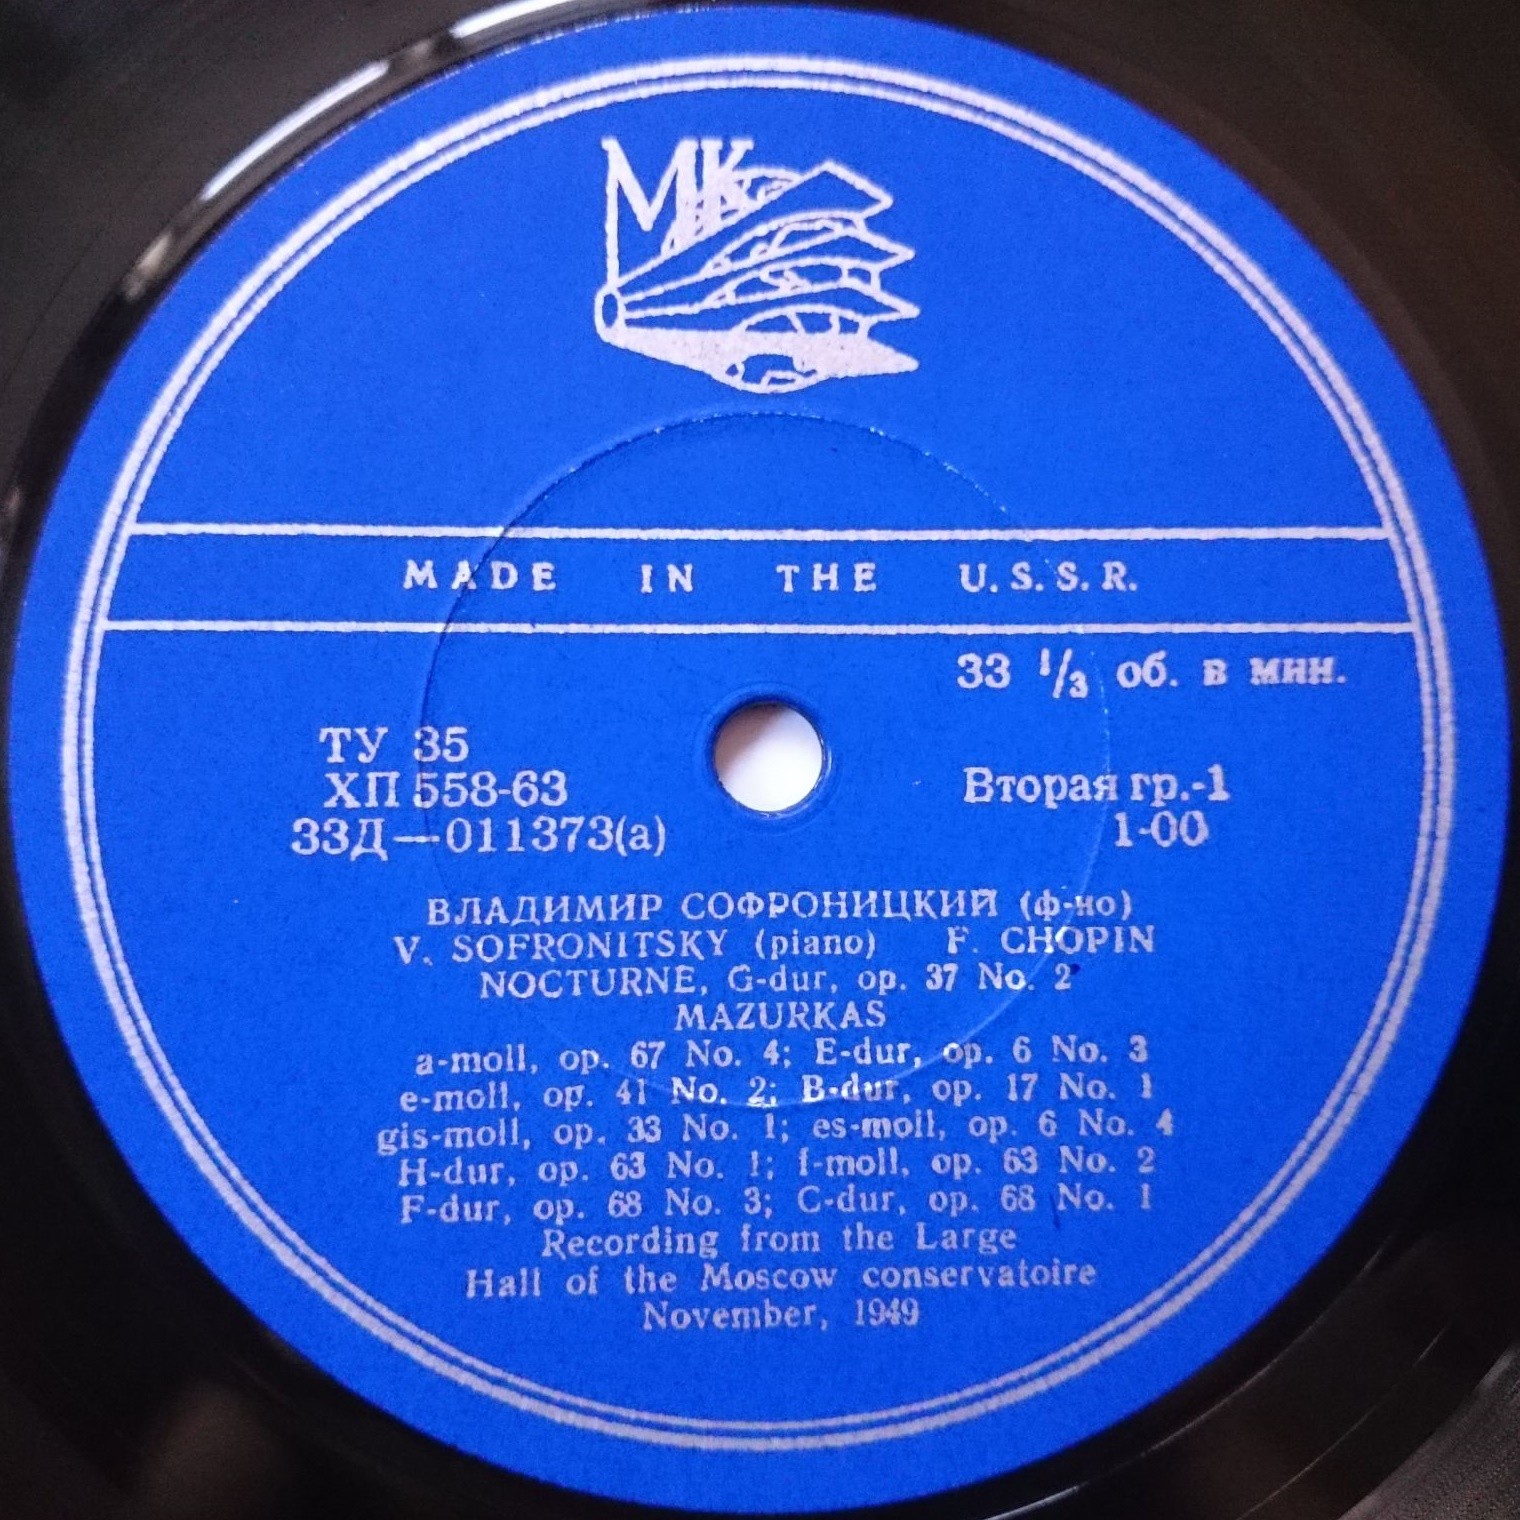 МК
MADE IN THE U.S.S.R.
33 1/3 об. в мин.
ТУ 35
ХП 558-63
33Д—011373(а)
Вторая гр.-1
1-00
ВЛАДИМИР СОФРОНИЦКИЙ (ф-но)
V. SOFRONITSKY (piano) F. CHOPIN
NOCTURNE, G-dur, op. 37 No. 2
MAZURKAS
a-moll, op. 67 No. 4; E-dur, op. 6 No. 3
e-moll, op. 41 No. 2; B-dur, op. 17 No. 1
gis-moll, op. 33 No. 1; es-moll, op. 6 No. 4
H-dur, op. 63 No. 1; f-moll, op. 63 No. 2
F-dur, op. 68 No. 3; C-dur, op. 68 No. 1
Recording from the Large
Hall of the Moscow conservatoire
November, 1949